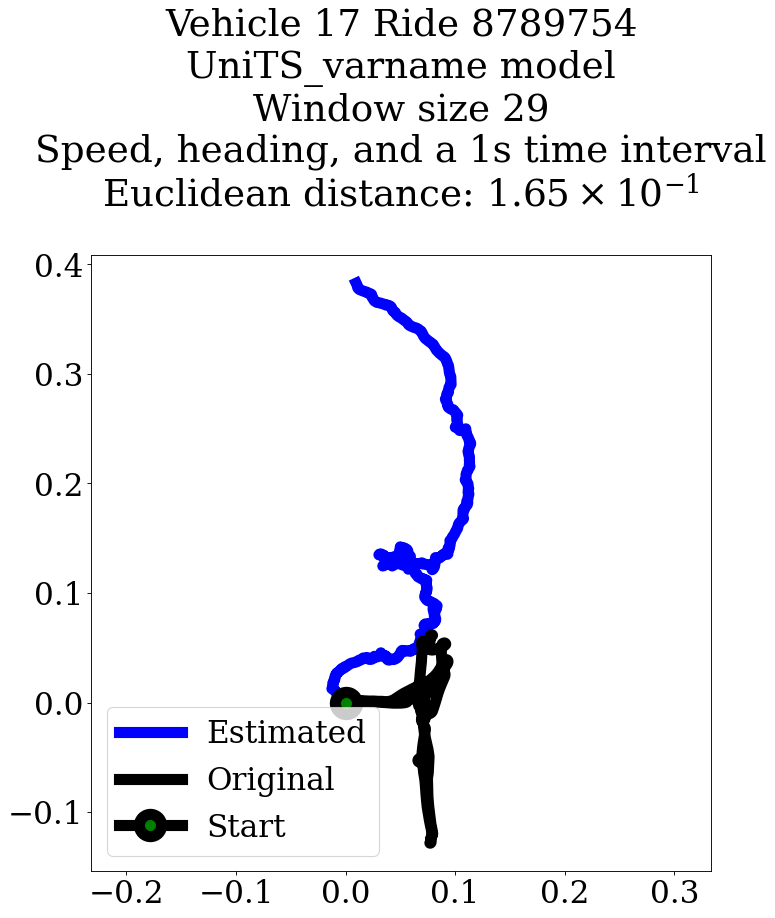 Vehicle 17 Ride 8789754
UniTS_varname model
Window size 29
Speed, heading, and a 1s time interval
Euclidean distance: 1.65 × 10⁻¹
0.4
0.3
0.2
0.1
0.0
−0.1
Estimated
Original
Start
−0.2 −0.1 0.0 0.1 0.2 0.3